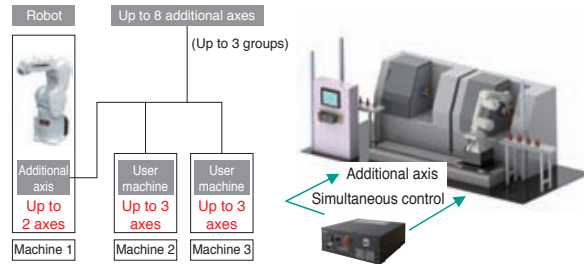 Robot
Up to 8 additional axes
(Up to 3 groups)
Additional
axis
Up to
2 axes
Machine 1
User
machine
Up to 3
axes
Machine 2
User
machine
Up to 3
axes
Machine 3
Additional axis
Simultaneous control